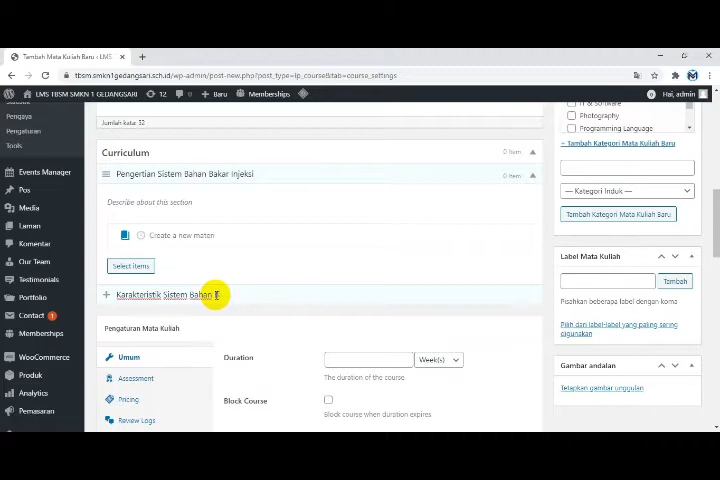 Tambah Mata Kuliah Baru ‹ LMS
tbsm.smkn1gedangsari.sch.id/wp-admin/post-new.php?post_type=lp_course&tab=course_settings
LMS TBSM SMKN 1 GEDANGSARI 12 0 Baru Memberships 0 Hai, admin
Pengaya
Pengaturan
Tools
Events Manager
Pos
Media
Laman
Komentar
Our Team
Testimonials
Portfolio
Contact 1
Memberships
WooCommerce
Produk
Analytics
Pemasaran
Jumlah kata: 52
Curriculum 0 Item
Pengertian Sistem Bahan Bakar Injeksi 0 Item
Describe about this section
Create a new materi
Select items
Karakteristik Sistem Bahan
Pengaturan Mata Kuliah
Umum
Assessment
Pricing
Review Logs
Duration Week(s)
The duration of the course.
Block Course
Block course when duration expires
IT & Software
Photography
Programming Language
+ Tambah Kategori Mata Kuliah Baru
— Kategori Induk —
Tambah Kategori Mata Kuliah Baru
Label Mata Kuliah
Tambah
Pisahkan beberapa label dengan koma
Pilih dari label-label yang paling sering
digunakan
Gambar andalan
Tetapkan gambar unggulan